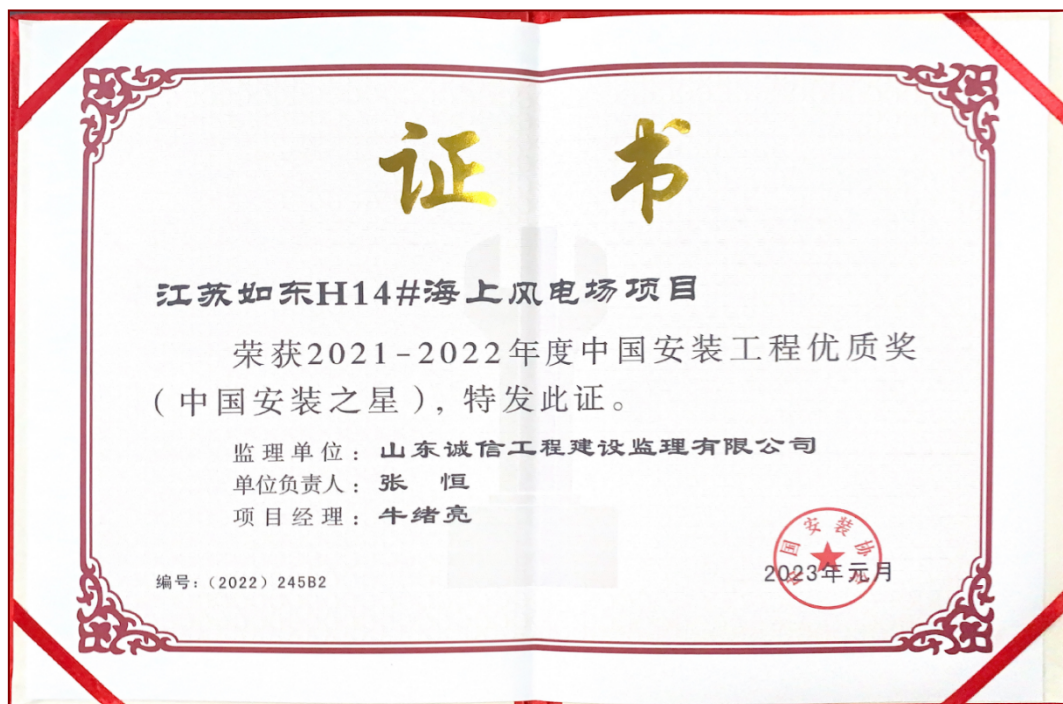 证 书
江苏如东H14#海上风电场项目
荣获2021-2022年度中国安装工程优质奖
（中国安装之星），特发此证。
监理单位：山东诚信工程建设监理有限公司
单位负责人：张 恒
项目经理：牛绪亮
编号：（2022）245B2
中国安装协会
2023年元月